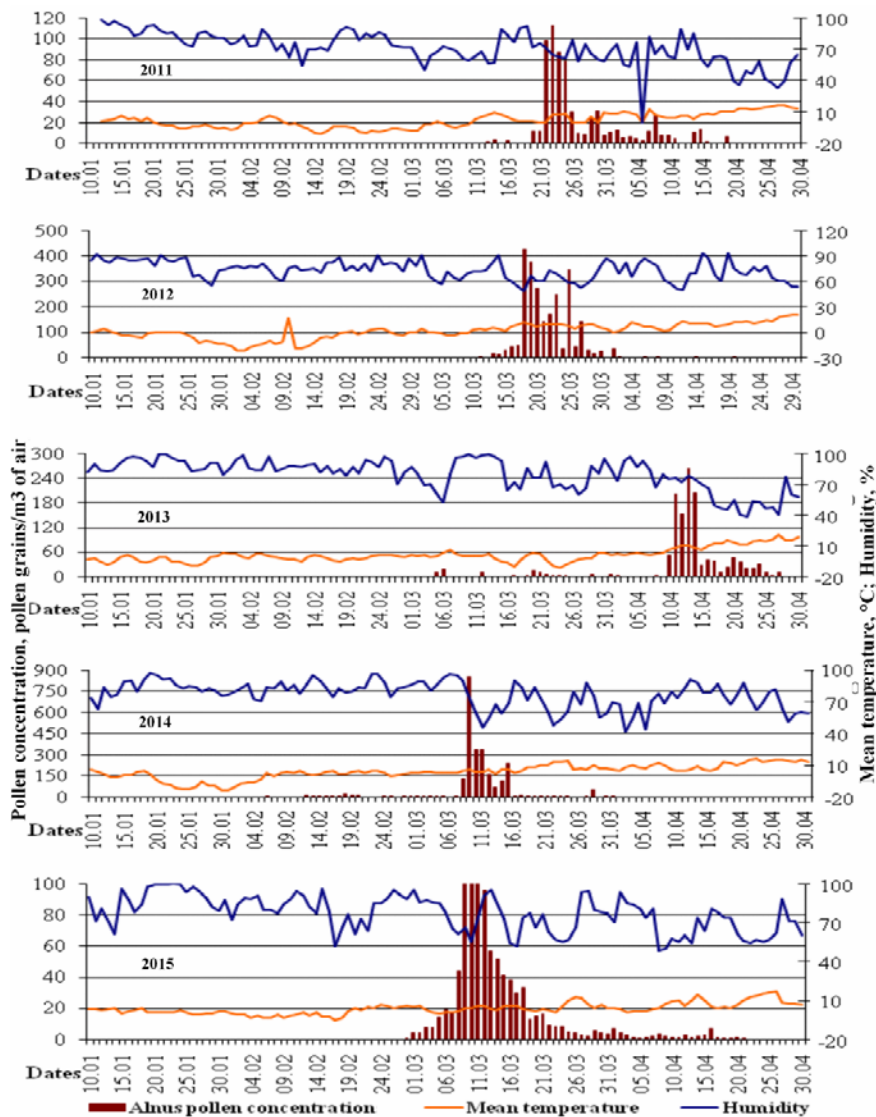 120 100
100 70
80
60 2011 40
40 10
20
0 -20
Dates 10.01 15.01 20.01 25.01 30.01 04.02 09.02 14.02 19.02 24.02 01.03 06.03 11.03 16.03 21.03 26.03 31.03 05.04 10.04 15.04 20.04 25.04 30.04
500 120
400 90
300 60
200 2012 30
100 0
0 -30
Dates 10.01 15.01 20.01 25.01 30.01 04.02 09.02 14.02 19.02 24.02 29.02 05.03 10.03 15.03 20.03 25.03 30.03 04.04 09.04 14.04 19.04 24.04 29.04
Pollen concentration, pollen grains/m3 of air
Mean temperature, °C; Humidity, %
300 100
240 70
180
120 2013 40
60 10
0 -20
Dates 10.01 15.01 20.01 25.01 30.01 04.02 09.02 14.02 19.02 24.02 01.03 06.03 11.03 16.03 21.03 26.03 31.03 05.04 10.04 15.04 20.04 25.04 30.04
900 100
750 70
600 2014
450 40
300
150 10
0 -20
Dates 10.01 15.01 20.01 25.01 30.01 04.02 09.02 14.02 19.02 24.02 01.03 06.03 11.03 16.03 21.03 26.03 31.03 05.04 10.04 15.04 20.04 25.04 30.04
100 100
80 70
60
40 2015 40
20 10
0 -20
Dates 10.01 15.01 20.01 25.01 30.01 04.02 09.02 14.02 19.02 24.02 01.03 06.03 11.03 16.03 21.03 26.03 31.03 05.04 10.04 15.04 20.04 25.04 30.04
Alnus pollen concentration Mean temperature Humidity